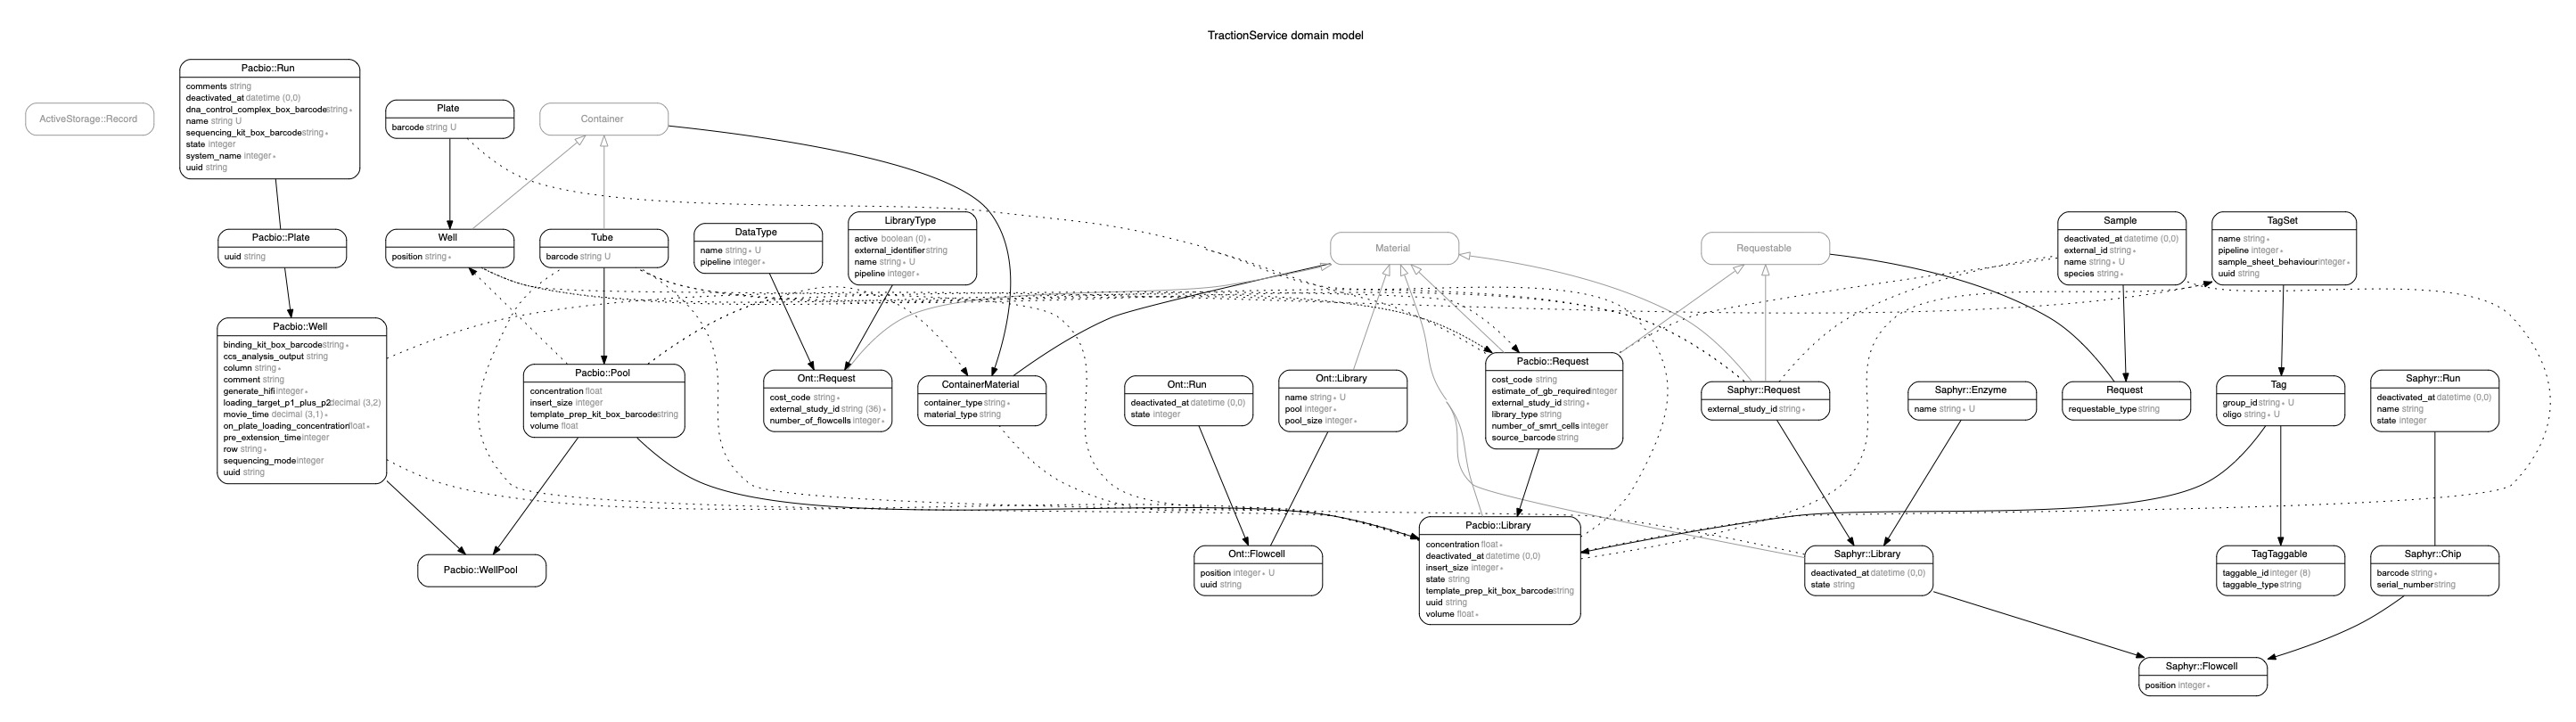 TractionService domain model
ActiveStorage::Record
Pacbio::Run
comments string
deactivated_at datetime (0,0)
dna_control_complex_box_barcode string ∗
name string U
sequencing_kit_box_barcode string ∗
state integer
system_name integer ∗
uuid string
Plate
barcode string U
Container
Pacbio::Plate
uuid string
Well
position string ∗
Tube
barcode string U
DataType
name string ∗ U
pipeline integer ∗
LibraryType
active boolean (0) ∗
external_identifier string
name string ∗ U
pipeline integer ∗
Material
Requestable
Sample
deactivated_at datetime (0,0)
external_id string ∗
name string ∗ U
species string ∗
TagSet
name string ∗
pipeline integer ∗
sample_sheet_behaviour integer ∗
uuid string
Pacbio::Well
binding_kit_box_barcode string ∗
ccs_analysis_output string
column string ∗
comment string
generate_hifi integer ∗
loading_target_p1_plus_p2 decimal (3,2)
movie_time decimal (3,1) ∗
on_plate_loading_concentration float ∗
pre_extension_time integer
row string ∗
sequencing_mode integer
uuid string
Pacbio::Pool
concentration float
insert_size integer
template_prep_kit_box_barcode string
volume float
Ont::Request
cost_code string ∗
external_study_id string (36) ∗
number_of_flowcells integer ∗
ContainerMaterial
container_type string ∗
material_type string
Ont::Run
deactivated_at datetime (0,0)
state integer
Ont::Library
name string ∗ U
pool integer ∗
pool_size integer ∗
Pacbio::Request
cost_code string
estimate_of_gb_required integer
external_study_id string ∗
library_type string
number_of_smrt_cells integer
source_barcode string
Saphyr::Request
external_study_id string ∗
Saphyr::Enzyme
name string ∗ U
Request
requestable_type string
Tag
group_id string ∗ U
oligo string ∗ U
Saphyr::Run
deactivated_at datetime (0,0)
name string
state integer
Pacbio::WellPool
Ont::Flowcell
position integer ∗ U
uuid string
Pacbio::Library
concentration float ∗
deactivated_at datetime (0,0)
insert_size integer ∗
state string
template_prep_kit_box_barcode string
uuid string
volume float ∗
Saphyr::Library
deactivated_at datetime (0,0)
state string
TagTaggable
taggable_id integer (8)
taggable_type string
Saphyr::Chip
barcode string ∗
serial_number string
Saphyr::Flowcell
position integer ∗